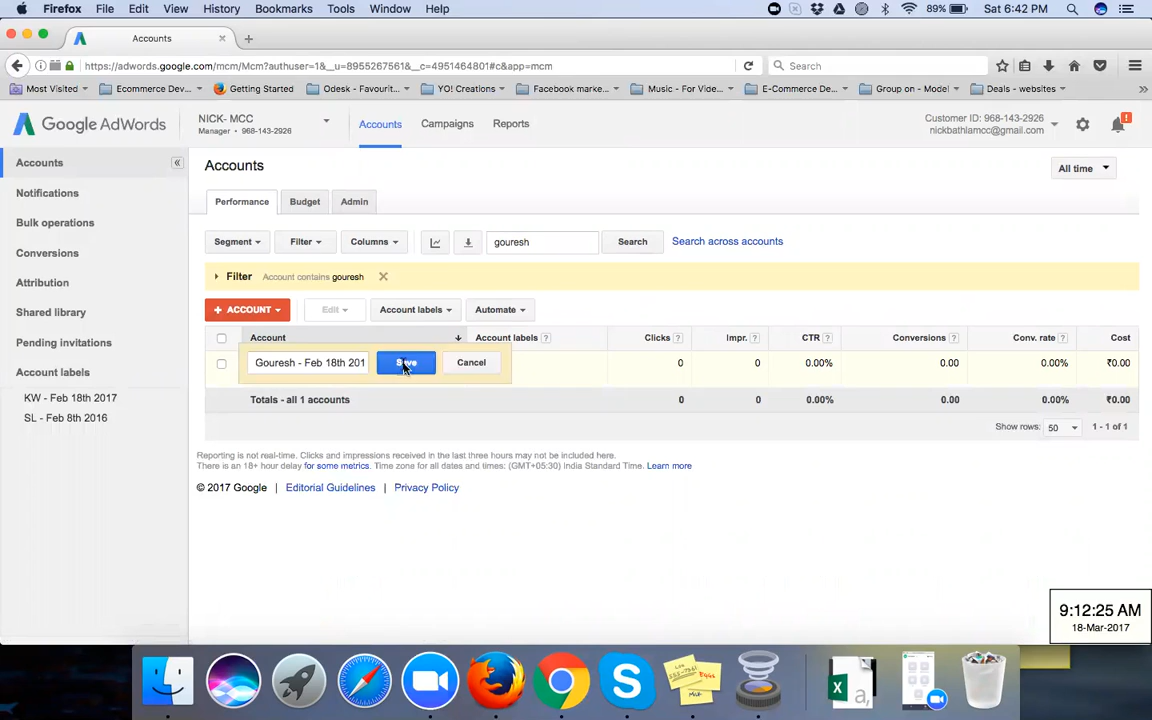 Firefox File Edit View History Bookmarks Tools Window Help 89% Sat 6:42 PM
Accounts
https://adwords.google.com/mcm/Mcm?authuser=1&__u=8955267561&__c=4951464801#c&app=mcm Search
Most Visited Ecommerce Dev... Getting Started Odesk - Favourit... YO! Creations Facebook marke... Music - For Vide... E-Commerce De... Group on - Model Deals - websites
Google AdWords
NICK- MCC
Manager • 968-143-2926
Accounts Campaigns Reports
Customer ID: 968-143-2926
nickbathlamcc@gmail.com
!
Accounts
Notifications
Bulk operations
Conversions
Attribution
Shared library
Pending invitations
Account labels
KW - Feb 18th 2017
SL - Feb 8th 2016
Accounts
All time
Performance Budget Admin
Segment Filter Columns gouresh Search Search across accounts
Filter Account contains gouresh
+ ACCOUNT Edit Account labels Automate
Account Account labels ? Clicks ? Impr. ? CTR ? Conversions ? Conv. rate ? Cost
Gouresh - Feb 18th 201 Save Cancel 0 0 0.00% 0.00 0.00% ₹0.00
Totals - all 1 accounts 0 0 0.00% 0.00 0.00% ₹0.00
Show rows: 50 1 - 1 of 1
Reporting is not real-time. Clicks and impressions received in the last three hours may not be included here.
There is an 18+ hour delay for some metrics. Time zone for all dates and times: (GMT+05:30) India Standard Time. Learn more
© 2017 Google | Editorial Guidelines | Privacy Policy
9:12:25 AM
18-Mar-2017